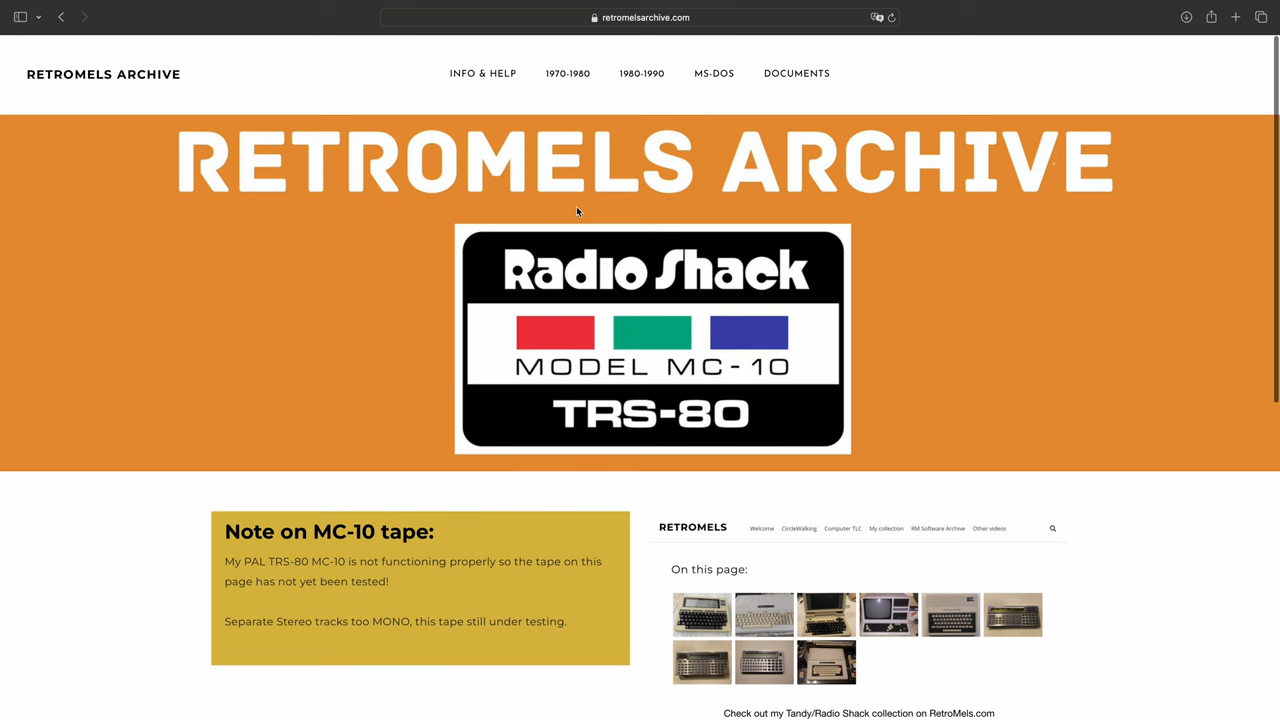 retromelsarchive.com
RETROMELS ARCHIVE
INFO & HELP 1970-1980 1980-1990 MS-DOS DOCUMENTS
RETROMELS ARCHIVE
Radio Shack
MODEL MC-10
TRS-80
Note on MC-10 tape:
My PAL TRS-80 MC-10 is not functioning properly so the tape on this
page has not yet been tested!
Separate Stereo tracks too MONO, this tape still under testing.
RETROMELS Welcome CircleWalking Computer TLC My collection RM Software Archive Other videos
On this page:
Check out my Tandy/Radio Shack collection on RetroMels.com